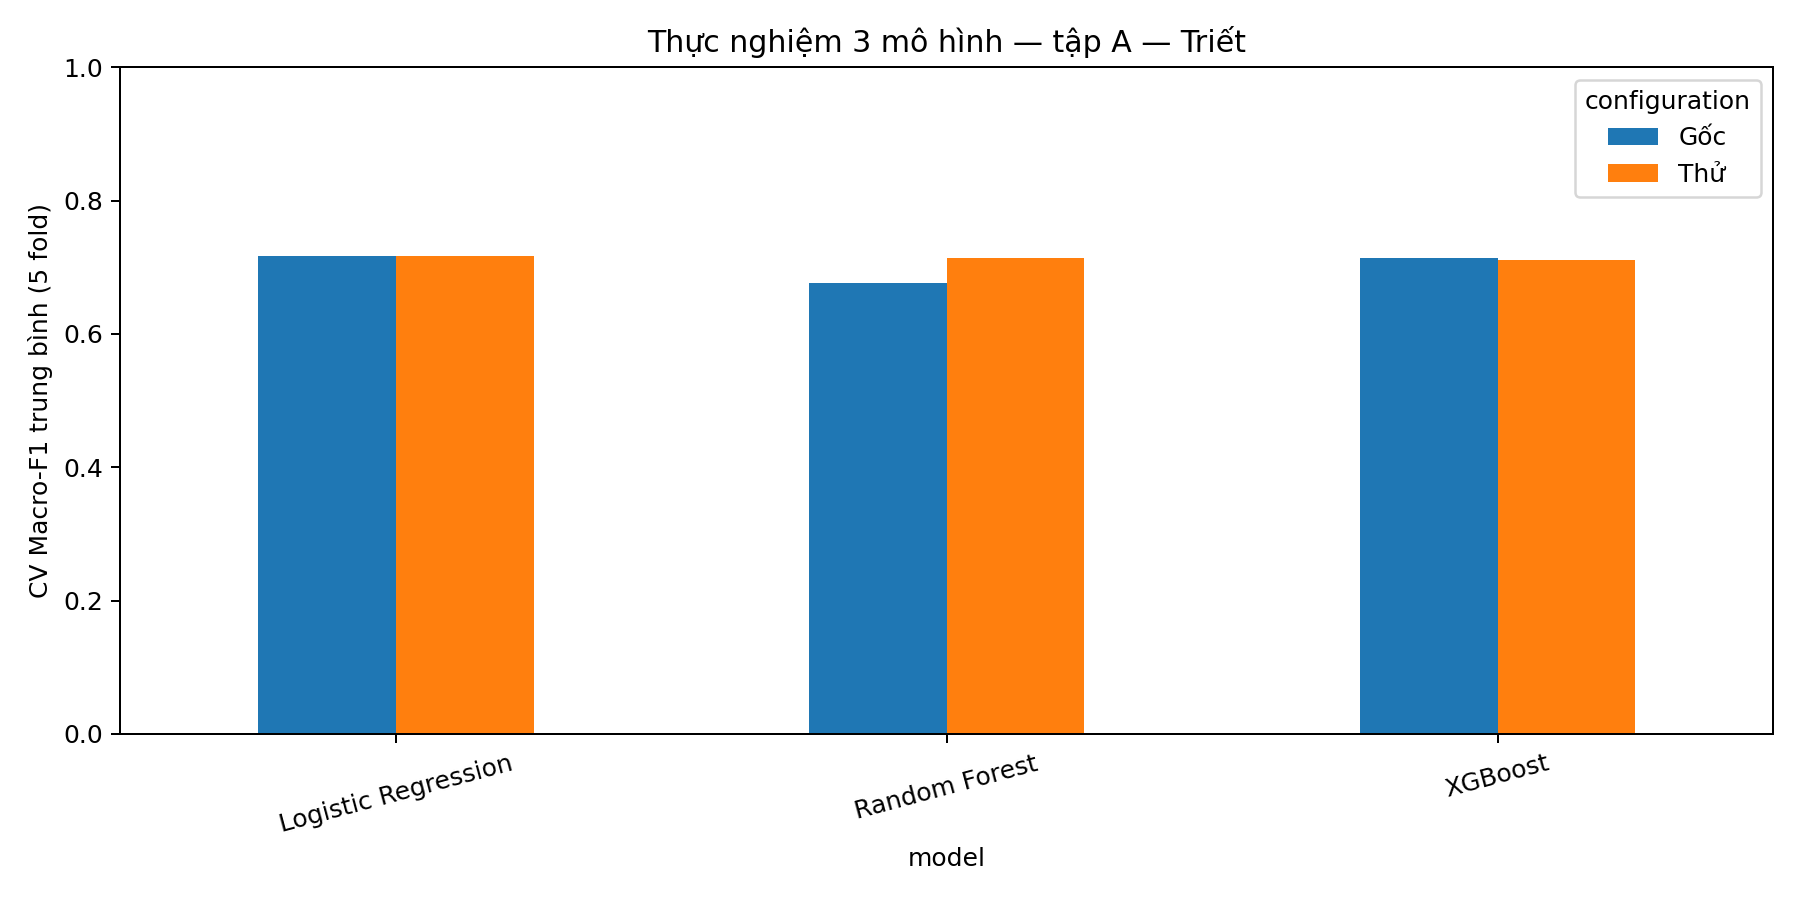 Thực nghiệm 3 mô hình — tập A — Triết
configuration
Gốc
Thử
CV Macro-F1 trung bình (5 fold)
1.0
0.8
0.6
0.4
0.2
0.0
Logistic Regression
Random Forest
XGBoost
model